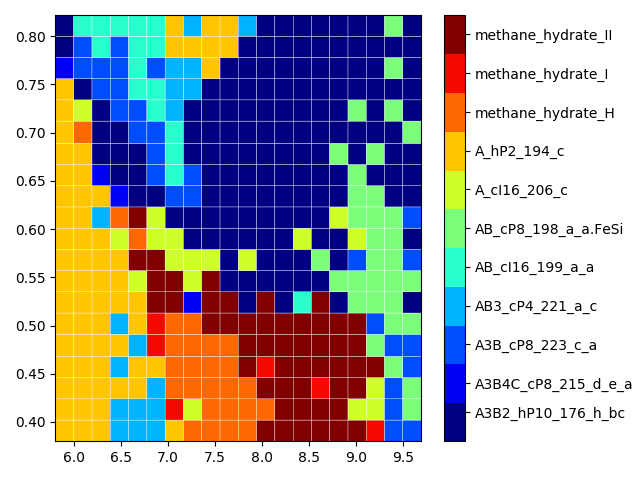 0.80
0.75
0.70
0.65
0.60
0.55
0.50
0.45
0.40
6.0 6.5 7.0 7.5 8.0 8.5 9.0 9.5
methane_hydrate_II
methane_hydrate_I
methane_hydrate_H
A_hP2_194_c
A_cI16_206_c
AB_cP8_198_a_a.FeSi
AB_cI16_199_a_a
AB3_cP4_221_a_c
A3B_cP8_223_c_a
A3B4C_cP8_215_d_e_a
A3B2_hP10_176_h_bc